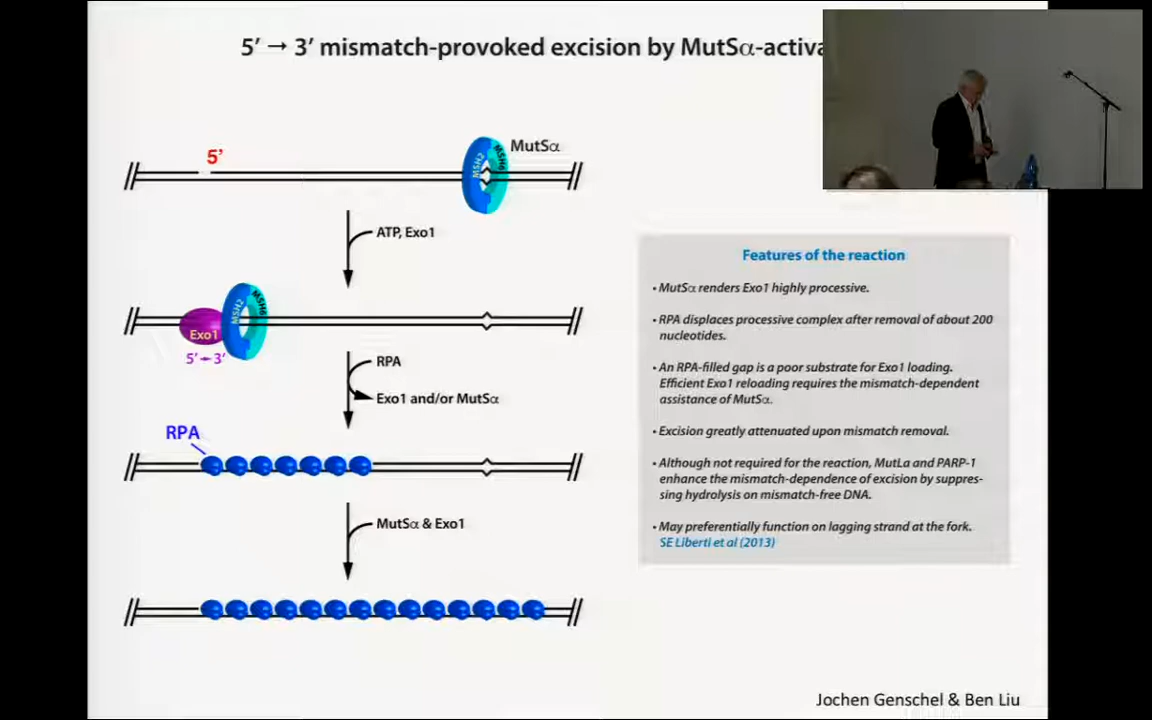 5' → 3' mismatch-provoked excision by MutSα-activa
5'
MSH2
MSH6
MutSα
ATP, Exo1
MSH2
MSH6
Exo1
5' → 3'
RPA
Exo1 and/or MutSα
RPA
MutSα & Exo1
Features of the reaction
• MutSα renders Exo1 highly processive.
• RPA displaces processive complex after removal of about 200
nucleotides.
• An RPA-filled gap is a poor substrate for Exo1 loading.
Efficient Exo1 reloading requires the mismatch-dependent
assistance of MutSα.
• Excision greatly attenuated upon mismatch removal.
• Although not required for the reaction, MutLa and PARP-1
enhance the mismatch-dependence of excision by suppres-
sing hydrolysis on mismatch-free DNA.
• May preferentially function on lagging strand at the fork.
SE Liberti et al (2013)
Jochen Genschel & Ben Liu